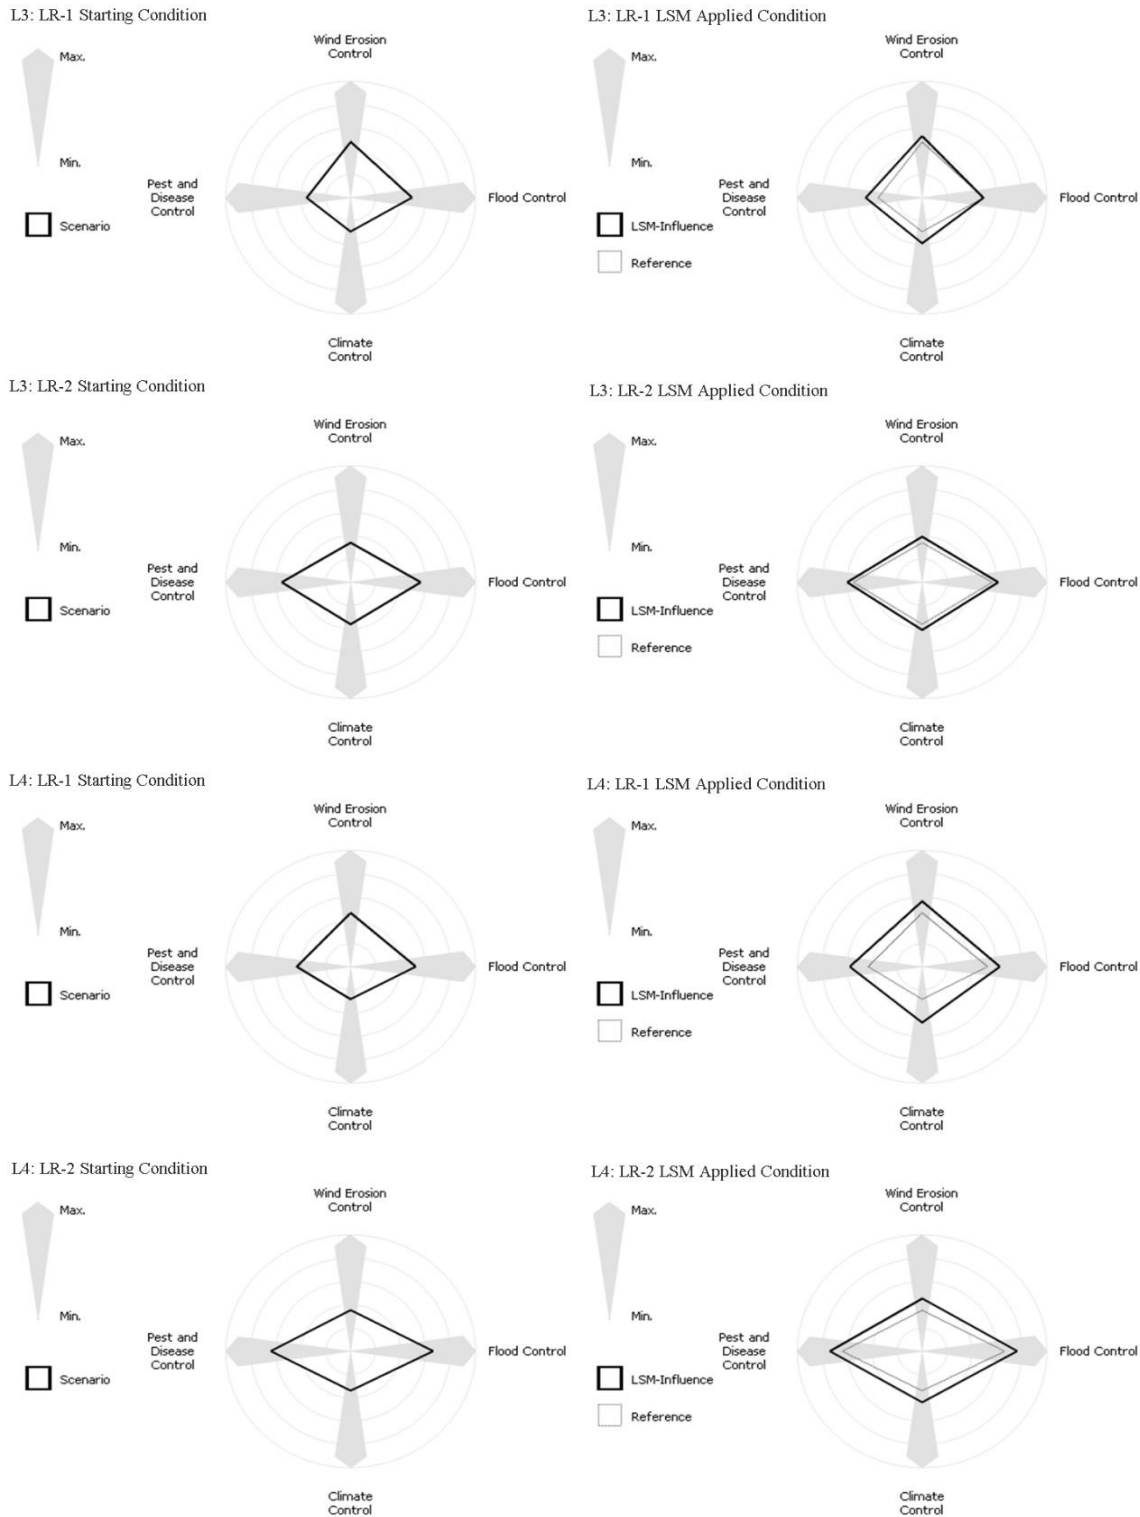 L3: LR-1 Starting Condition
Max.
Min.
Scenario
Wind Erosion
Control
Pest and
Disease
Control
Flood Control
Climate
Control
L3: LR-1 LSM Applied Condition
Max.
Min.
LSM-Influence
Reference
Wind Erosion
Control
Pest and
Disease
Control
Flood Control
Climate
Control
L3: LR-2 Starting Condition
Max.
Min.
Scenario
Wind Erosion
Control
Pest and
Disease
Control
Flood Control
Climate
Control
L3: LR-2 LSM Applied Condition
Max.
Min.
LSM-Influence
Reference
Wind Erosion
Control
Pest and
Disease
Control
Flood Control
Climate
Control
L4: LR-1 Starting Condition
Max.
Min.
Scenario
Wind Erosion
Control
Pest and
Disease
Control
Flood Control
Climate
Control
L4: LR-1 LSM Applied Condition
Max.
Min.
LSM-Influence
Reference
Wind Erosion
Control
Pest and
Disease
Control
Flood Control
Climate
Control
L4: LR-2 Starting Condition
Max.
Min.
Scenario
Wind Erosion
Control
Pest and
Disease
Control
Flood Control
Climate
Control
L4: LR-2 LSM Applied Condition
Max.
Min.
LSM-Influence
Reference
Wind Erosion
Control
Pest and
Disease
Control
Flood Control
Climate
Control